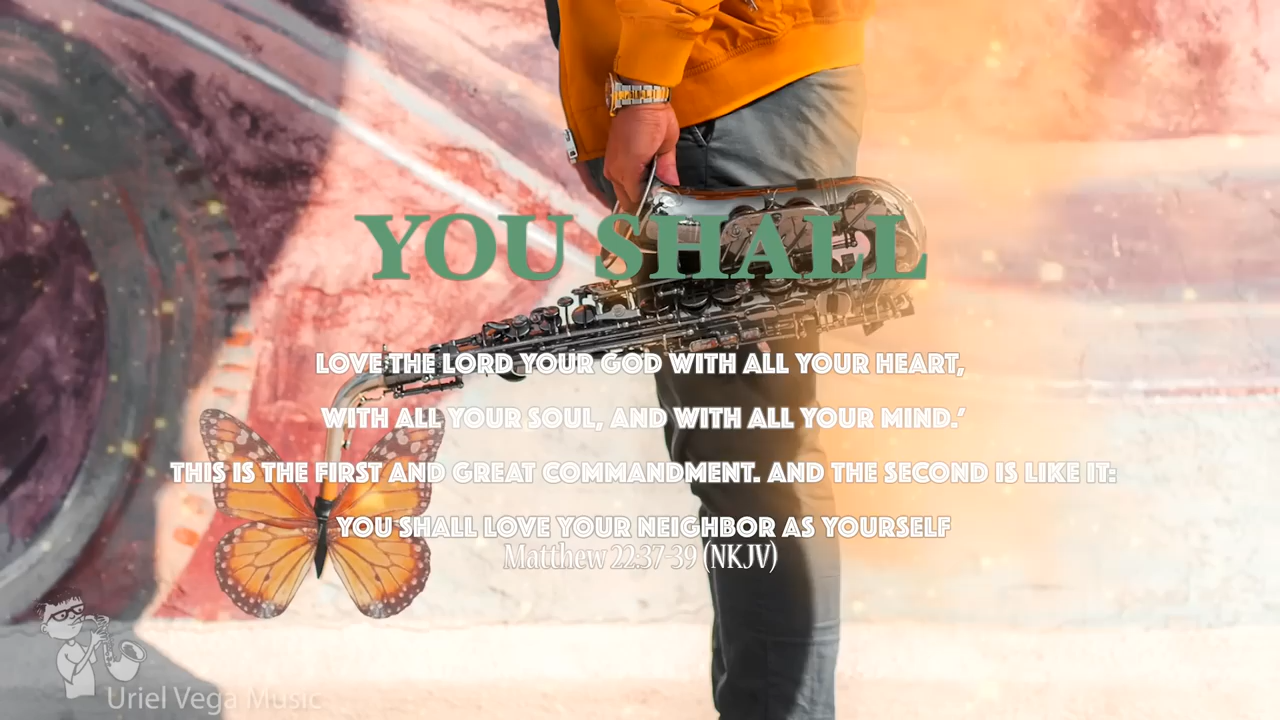 YOU SHALL
LOVE THE LORD YOUR GOD WITH ALL YOUR HEART,
WITH ALL YOUR SOUL, AND WITH ALL YOUR MIND.’
THIS IS THE FIRST AND GREAT COMMANDMENT. AND THE SECOND IS LIKE IT:
YOU SHALL LOVE YOUR NEIGHBOR AS YOURSELF
Matthew 22:37-39 (NKJV)
Uriel Vega Music